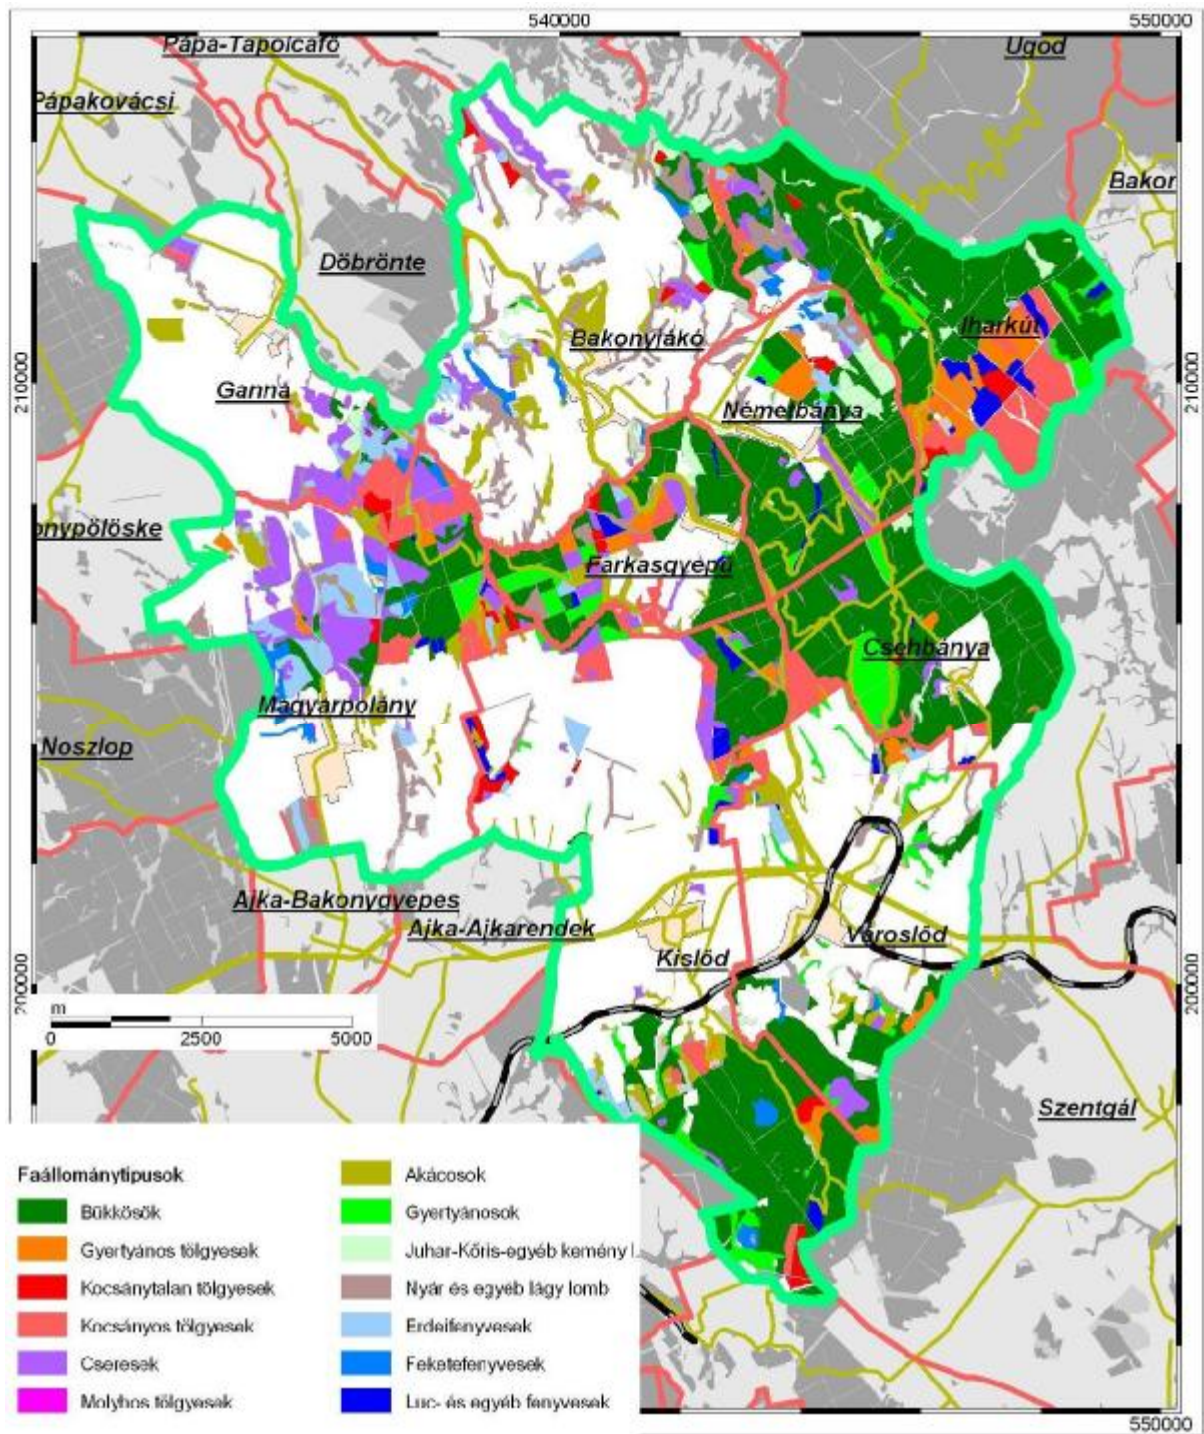 540000
550000
Pápa-Tapolcafő
Ugod
Pápakovácsi
Bakor
Döbrönte
Iharkút
Bakonyjákó
210000
210000
Ganna
Németbánya
onypölöske
Farkasgyepű
Csehbánya
Magyarpolány
Noszlop
Ajka-Bakonygyepes
Ajka-Ajkarendek
Városlőd
Kislőd
200000
200000
m
0 2500 5000
Szentgál
Faállománytípusok
Bükkösök
Gyertyános tölgyesek
Kocsánytalan tölgyesek
Kocsányos tölgyesek
Cseresek
Molyhos tölgyesek
Akácosok
Gyertyánosok
Juhar-Kőris-egyéb kemény l
Nyár és egyéb lágy lomb
Erdeifenyvesek
Feketefenyvesek
Luc- és egyéb fenyvesek
550000